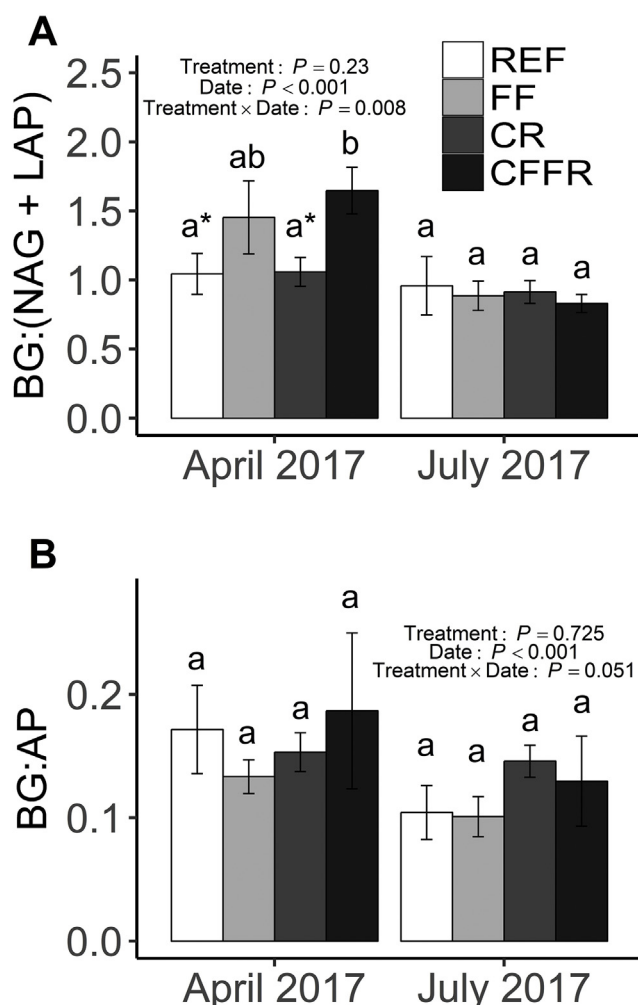 A
BG:(NAG + LAP)
2.5
2.0
1.5
1.0
0.5
0.0
Treatment: P = 0.23
Date: P < 0.001
Treatment × Date: P = 0.008
REF
FF
CR
CFFR
a*
ab
a*
b
a
a
a
a
April 2017
July 2017
B
BG:AP
0.2
0.1
0.0
Treatment: P = 0.725
Date: P < 0.001
Treatment × Date: P = 0.051
a
a
a
a
a
a
a
a
April 2017
July 2017